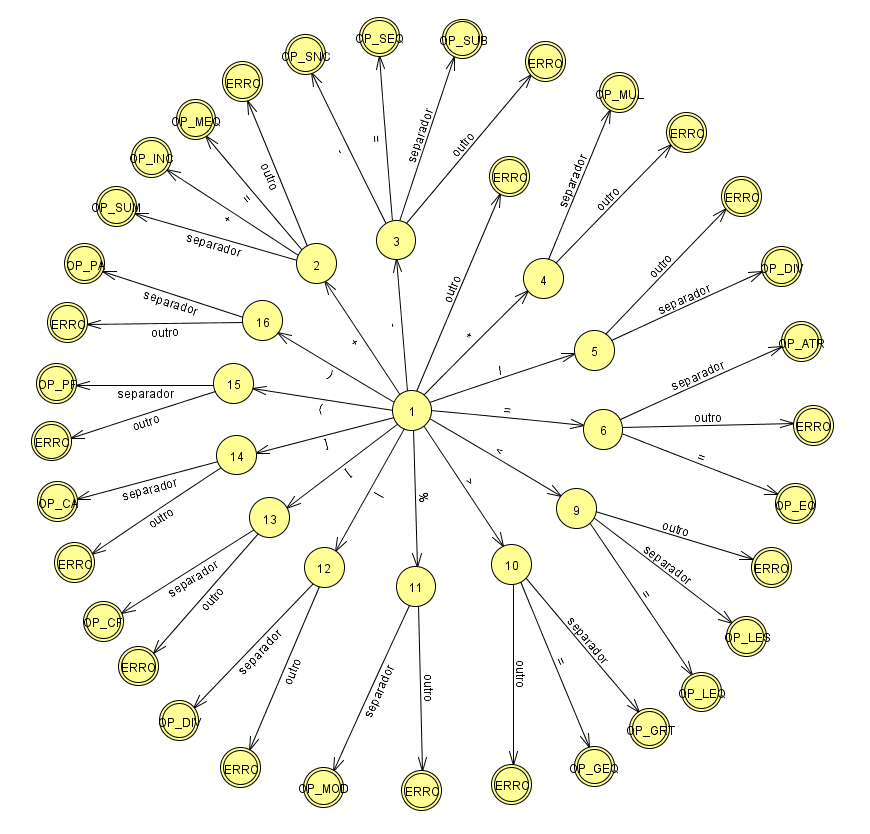 OP_SNC
OP_SEQ
OP_SUB
ERRO
ERRO
OP_MUL
OP_MEQ
ERRO
OP_INC
-
=
separador
outro
OP_SUM
outro
=
+
separador
ERRO
separador
outro
ERRO
2
3
4
OP_PA
separador
outro
outro
separador
OP_DIV
ERRO
outro
16
+
-
*
/
5
OP_ATR
separador
OP_PF
separador
15
)
(
1
=
6
outro
ERRO
ERRO
outro
14
]
<
=
OP_EQ
OP_CA
separador
outro
13
[
|
%
>
9
outro
ERRO
ERRO
separador
outro
12
11
10
separador
=
OP_LES
OP_CF
ERRO
separador
outro
separador
outro
outro
=
separador
OP_LEQ
OP_DIV
OP_GRT
ERRO
OP_MOD
ERRO
ERRO
OP_GEQ